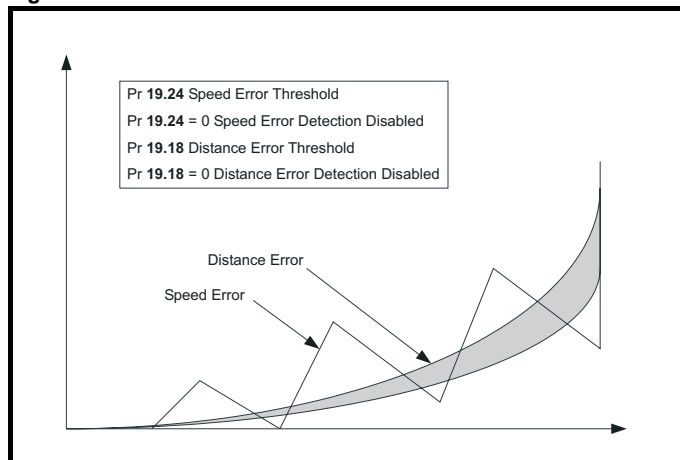 Pr 19.24 Speed Error Threshold
Pr 19.24 = 0 Speed Error Detection Disabled
Pr 19.18 Distance Error Threshold
Pr 19.18 = 0 Distance Error Detection Disabled
Distance Error
Speed Error